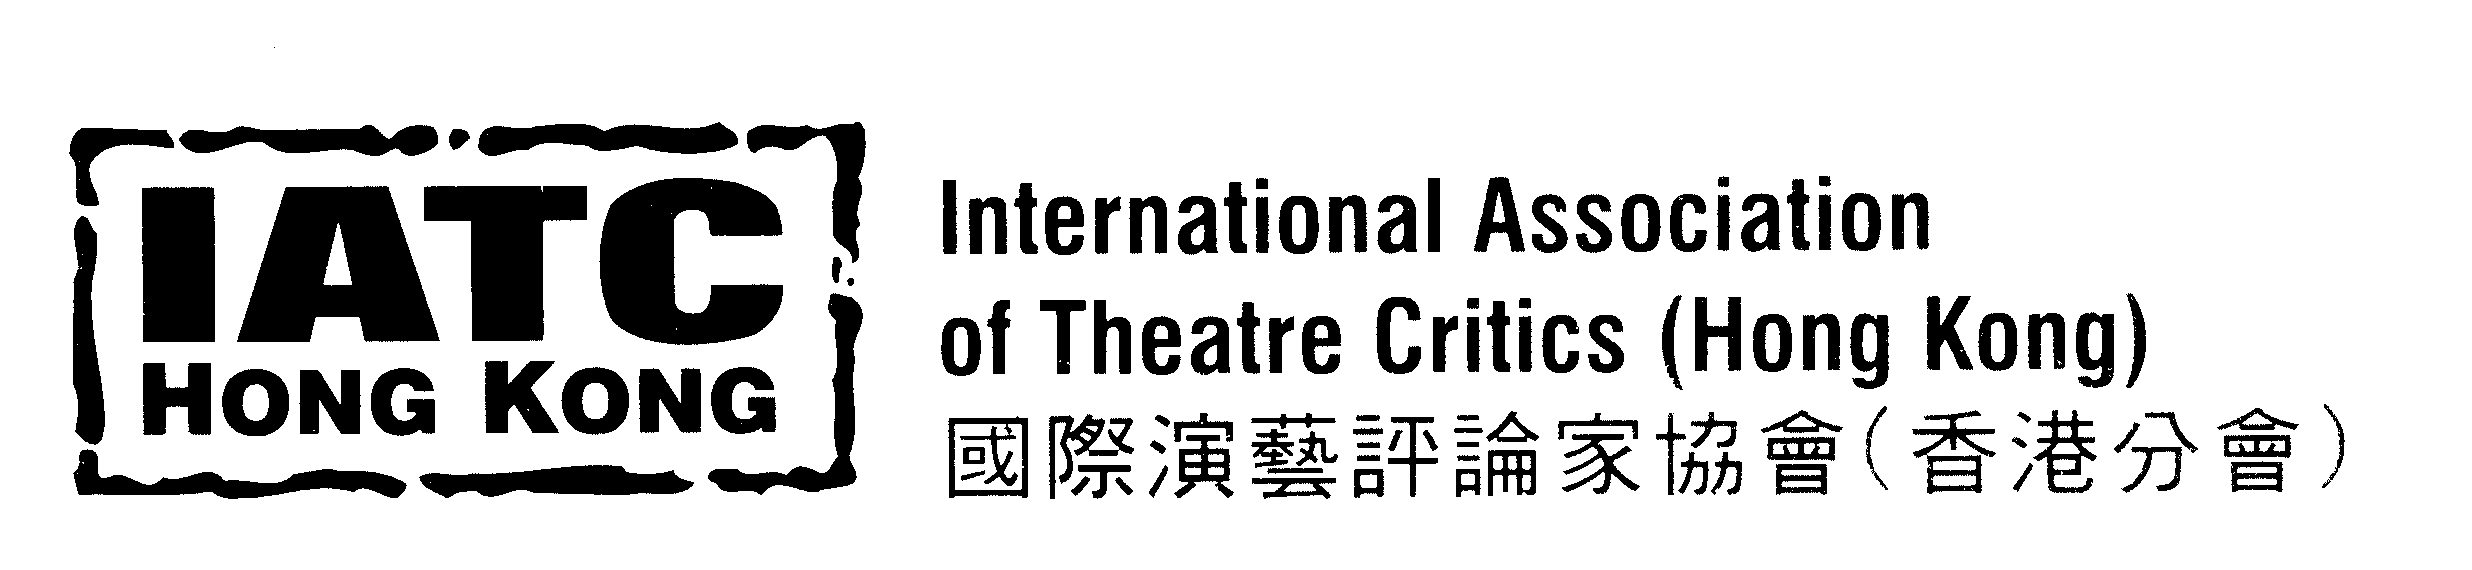 IATC
HONG KONG
International Association
of Theatre Critics (Hong Kong)
國際演藝評論家協會(香港分會)